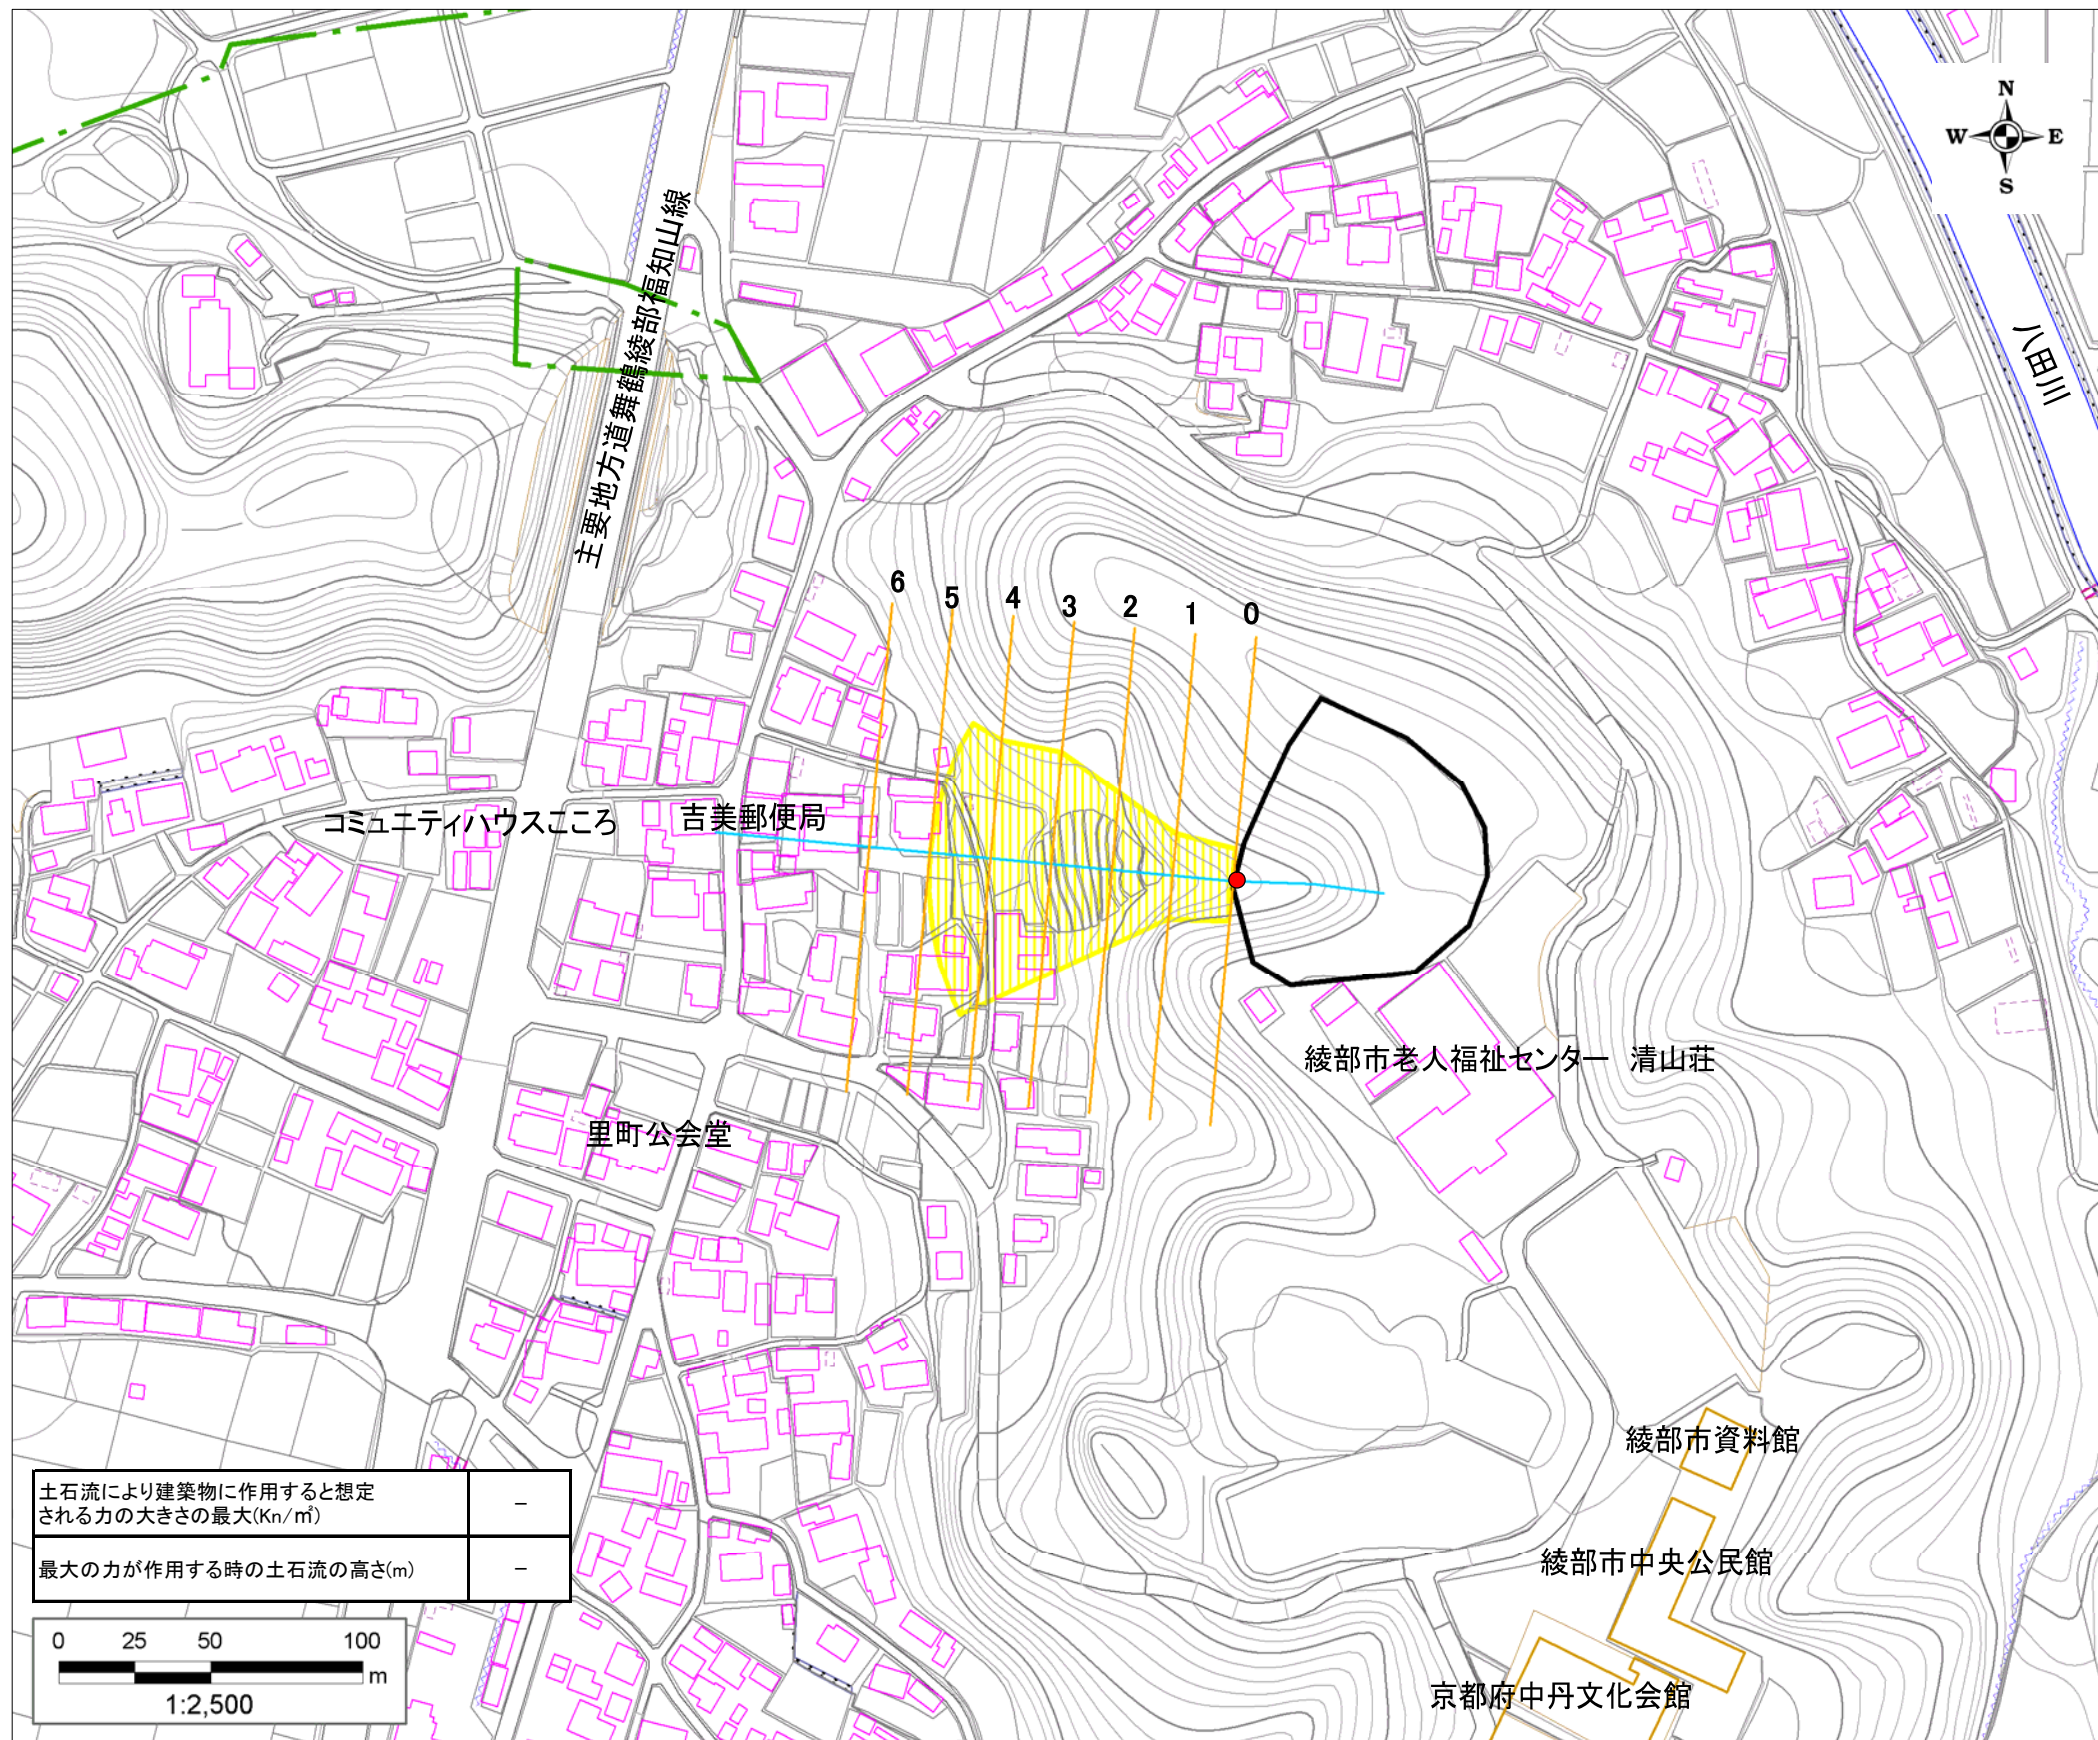 N
W E
S
八田川
主要地方道舞鶴綾部福知山線
6 5 4 3 2 1 0
コミュニティハウスこころ
吉美郵便局
綾部市老人福祉センター 清山荘
里町公会堂
綾部市資料館
綾部市中央公民館
京都府中丹文化会館
土石流により建築物に作用すると想定
される力の大きさの最大(Kn/㎡)
－
最大の力が作用する時の土石流の高さ(m)
－
0 25 50 100
m
1:2,500